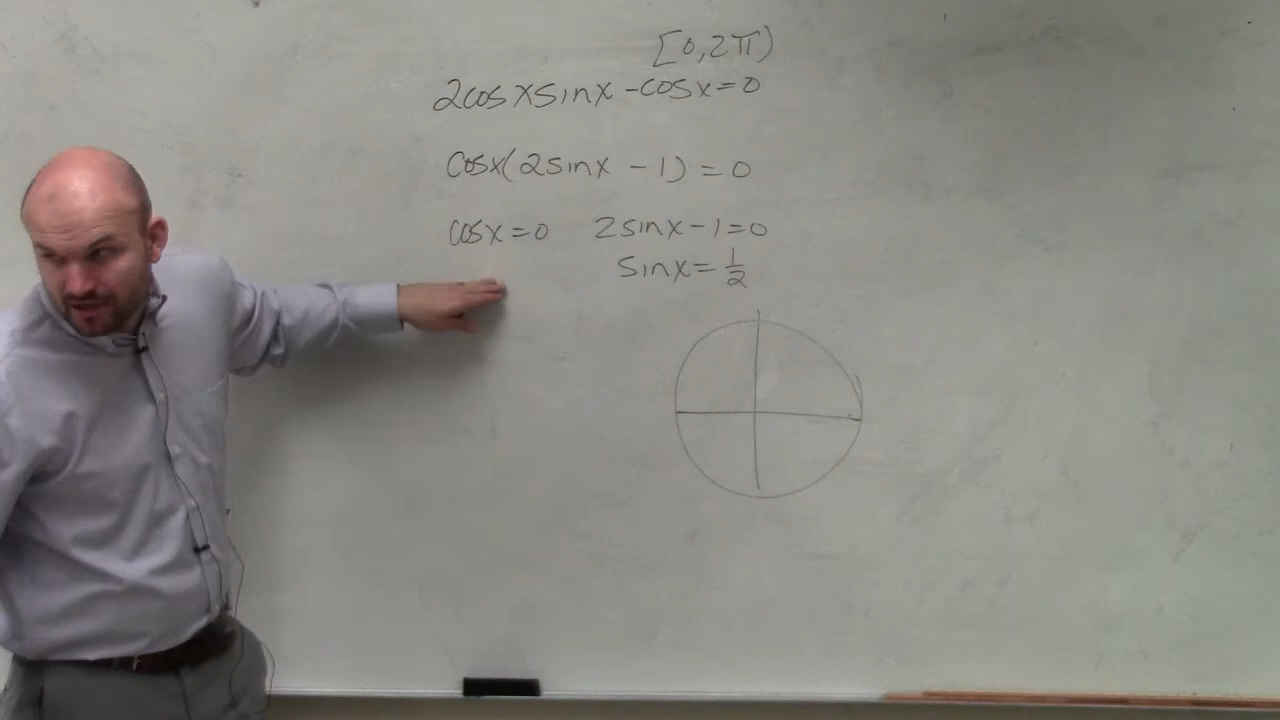 [0,2π)
2cosxsinx-cosx=0
cosx(2sinx-1)=0
cosx=0 2sinx-1=0
sinx=1/2